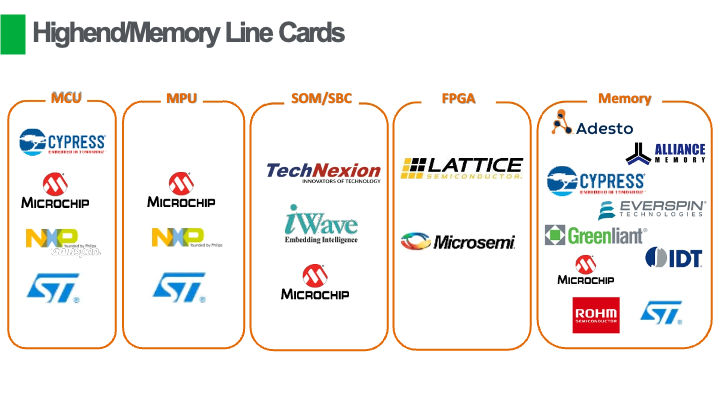 Highend/Memory Line Cards
MCU
CYPRESS
EMBEDDED IN TOMORROW
MICROCHIP
NXP
founded by Philips
ST
MPU
MICROCHIP
NXP
founded by Philips
ST
SOM/SBC
TechNexion
INNOVATORS OF TECHNOLOGY
iWave
Embedding Intelligence
MICROCHIP
FPGA
LATTICE
SEMICONDUCTOR
Microsemi
Memory
Adesto
ALLIANCE
MEMORY
CYPRESS
EMBEDDED IN TOMORROW
EVERSPIN
TECHNOLOGIES
Greenliant
IDT
MICROCHIP
ROHM
SEMICONDUCTOR
ST